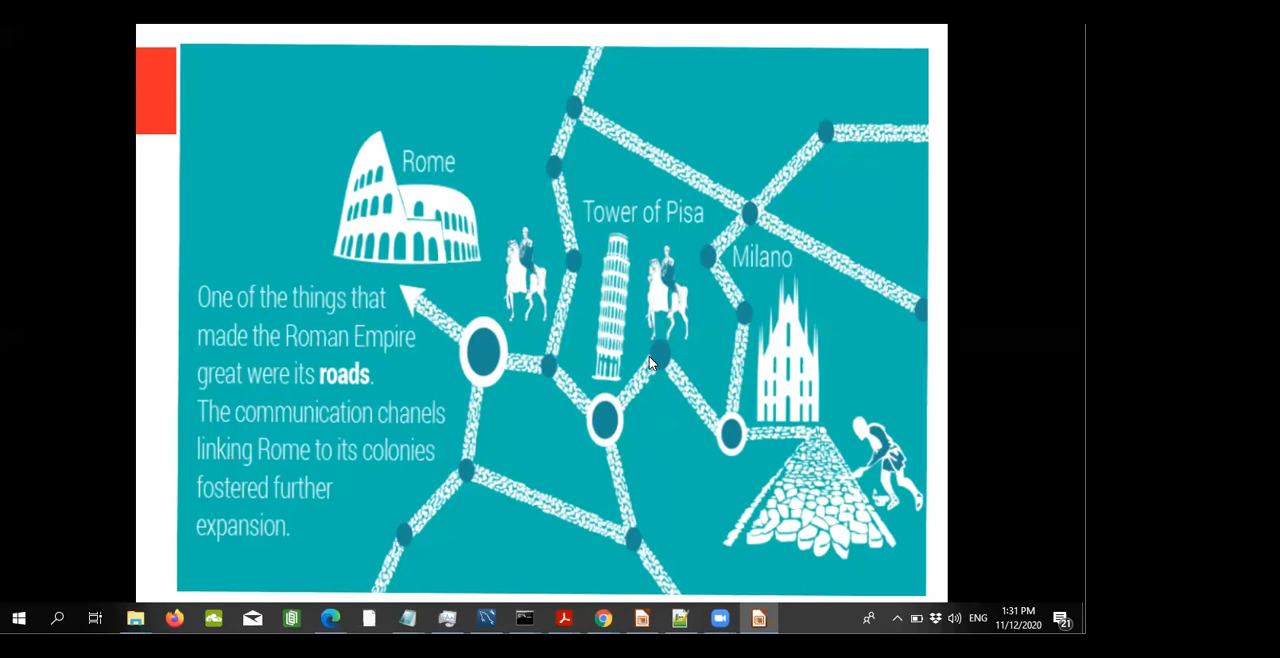 Rome
Tower of Pisa
Milano
One of the things that
made the Roman Empire
great were its roads.
The communication chanels
linking Rome to its colonies
fostered further
expansion.
ENG
1:31 PM
11/12/2020
21